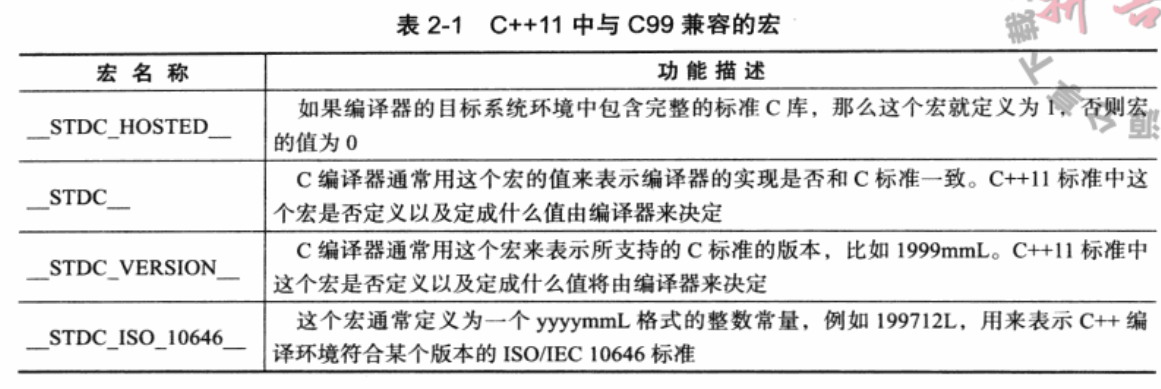 表 2-1 C++11 中与 C99 兼容的宏
宏 名 称 功 能 描 述
__STDC_HOSTED__
如果编译器的目标系统环境中包含完整的标准 C 库，那么这个宏就定义为 1，否则宏
的值为 0
__STDC__
C 编译器通常用这个宏的值来表示编译器的实现是否和 C 标准一致。C++11 标准中这
个宏是否定义以及定成什么值由编译器来决定
__STDC_VERSION__
C 编译器通常用这个宏来表示所支持的 C 标准的版本，比如 1999mmL。C++11 标准中
这个宏是否定义以及定成什么值将由编译器来决定
__STDC_ISO_10646__
这个宏通常定义为一个 yyyymmL 格式的整数常量，例如 199712L，用来表示 C++ 编
译环境符合某个版本的 ISO/IEC 10646 标准